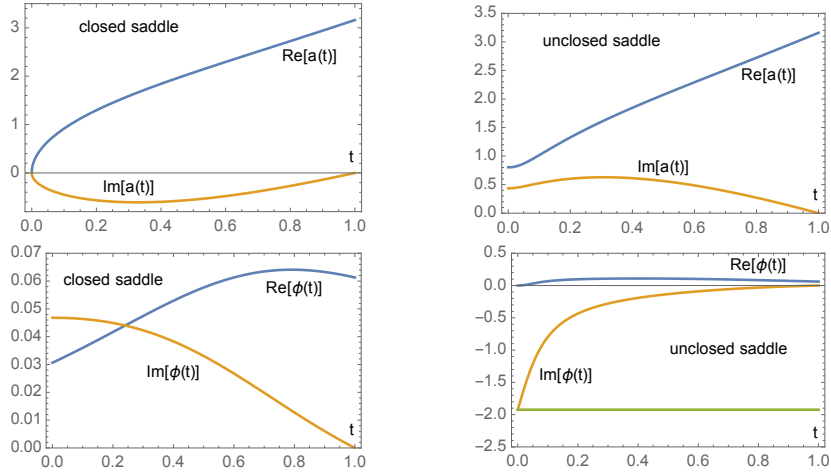 closed saddle
3
Re[a(t)]
2
1
t
0
Im[a(t)]
0.0 0.2 0.4 0.6 0.8 1.0
3.5
unclosed saddle
3.0
Re[a(t)]
2.5
2.0
1.5
1.0
Im[a(t)]
t
0.5
0.0
0.0 0.2 0.4 0.6 0.8 1.0
0.07
closed saddle
0.06
Re[ϕ(t)]
0.05
0.04
0.03
Im[ϕ(t)]
0.02
0.01
t
0.00
0.0 0.2 0.4 0.6 0.8 1.0
0.5
Re[ϕ(t)]
0.0
-0.5
-1.0
unclosed saddle
Im[ϕ(t)]
-1.5
-2.0
t
-2.5
0.0 0.2 0.4 0.6 0.8 1.0